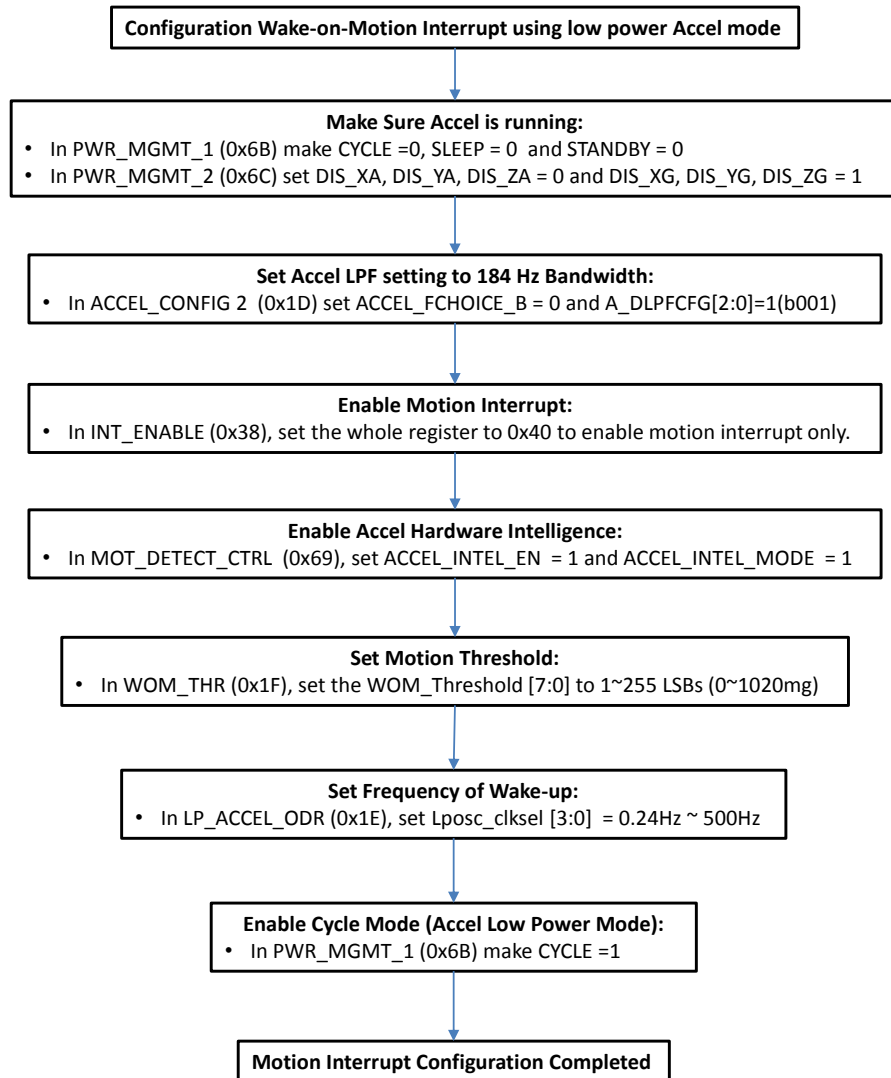 Configuration Wake-on-Motion Interrupt using low power Accel mode
Make Sure Accel is running:
• In PWR_MGMT_1 (0x6B) make CYCLE =0, SLEEP = 0 and STANDBY = 0
• In PWR_MGMT_2 (0x6C) set DIS_XA, DIS_YA, DIS_ZA = 0 and DIS_XG, DIS_YG, DIS_ZG = 1
Set Accel LPF setting to 184 Hz Bandwidth:
• In ACCEL_CONFIG 2 (0x1D) set ACCEL_FCHOICE_B = 0 and A_DLPFCFG[2:0]=1(b001)
Enable Motion Interrupt:
• In INT_ENABLE (0x38), set the whole register to 0x40 to enable motion interrupt only.
Enable Accel Hardware Intelligence:
• In MOT_DETECT_CTRL (0x69), set ACCEL_INTEL_EN = 1 and ACCEL_INTEL_MODE = 1
Set Motion Threshold:
• In WOM_THR (0x1F), set the WOM_Threshold [7:0] to 1~255 LSBs (0~1020mg)
Set Frequency of Wake-up:
• In LP_ACCEL_ODR (0x1E), set Lposc_clksel [3:0] = 0.24Hz ~ 500Hz
Enable Cycle Mode (Accel Low Power Mode):
• In PWR_MGMT_1 (0x6B) make CYCLE =1
Motion Interrupt Configuration Completed